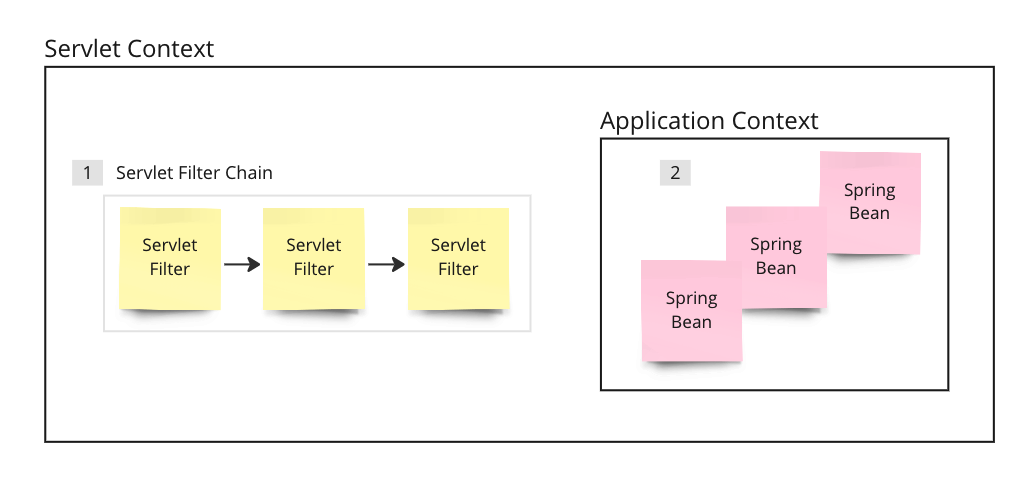 Servlet Context
Application Context
1 Servlet Filter Chain
2
Servlet
Filter
Servlet
Filter
Servlet
Filter
Spring
Bean
Spring
Bean
Spring
Bean